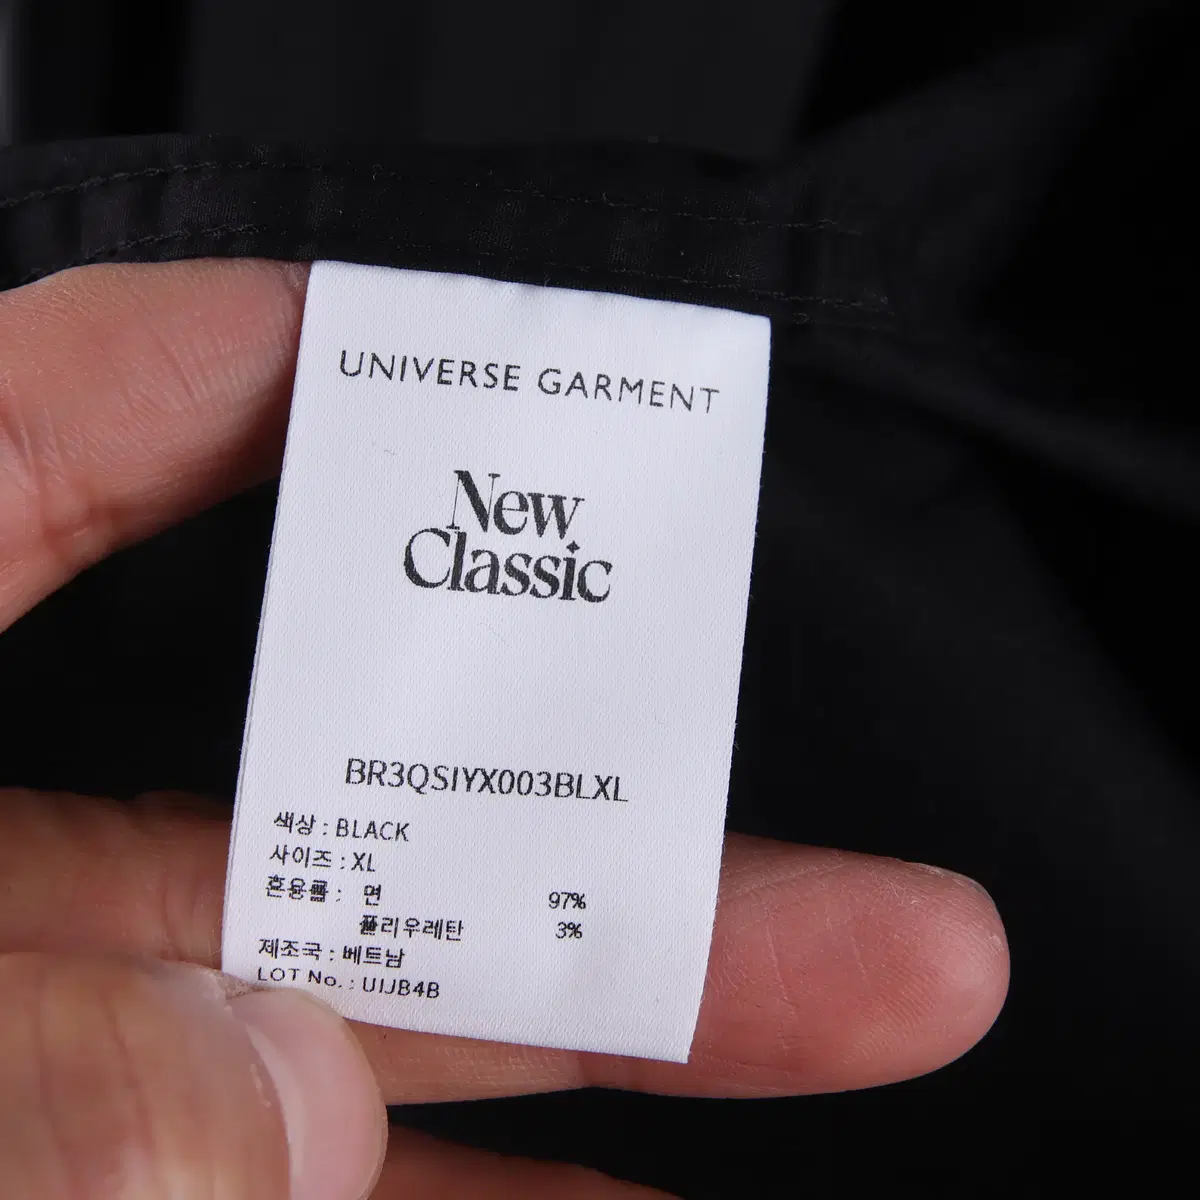 UNIVERSE GARMENT
New
Classic
BR3QSIYX003BLXL
색상 : BLACK
사이즈 : XL
혼용률 : 면 97%
폴리우레탄 3%
제조국 : 베트남
LOT No. : UIJB4B